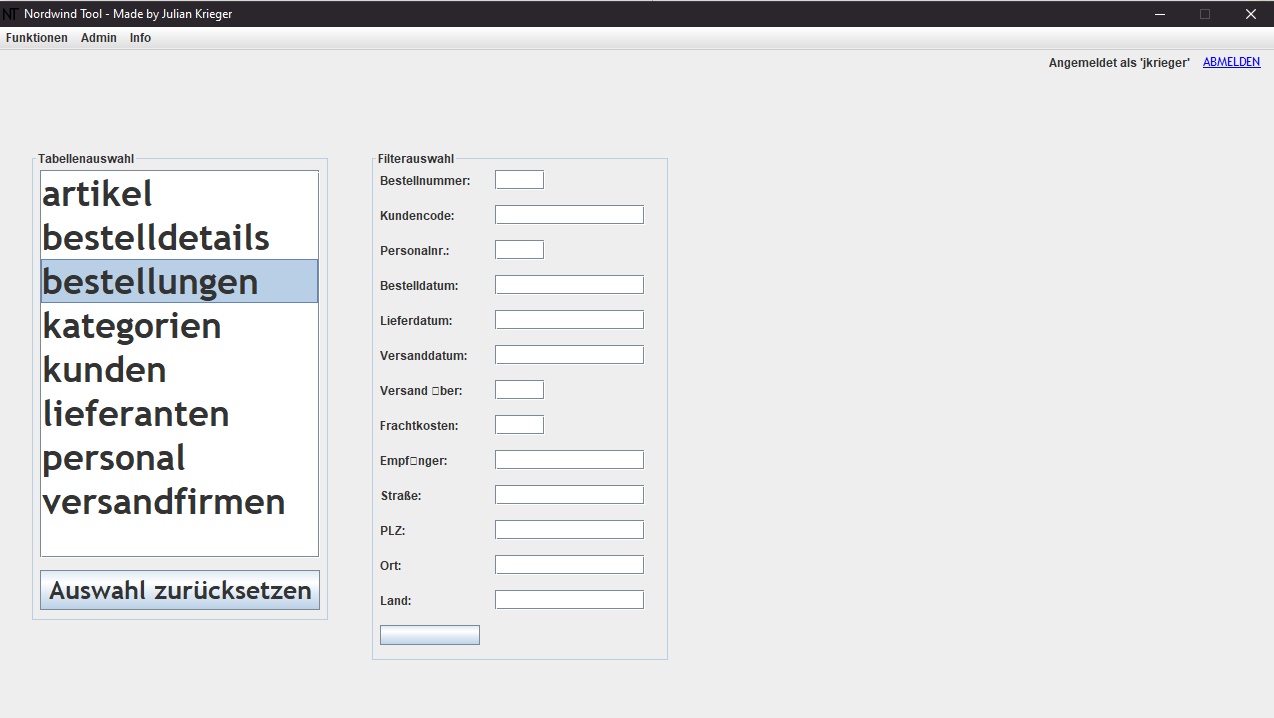 NT Nordwind Tool - Made by Julian Krieger
Funktionen Admin Info
Angemeldet als 'jkrieger' ABMELDEN
Tabellenauswahl
artikel
bestelldetails
bestellungen
kategorien
kunden
lieferanten
personal
versandfirmen
Auswahl zurücksetzen
Filterauswahl
Bestellnummer:
Kundencode:
Personalnr.:
Bestelldatum:
Lieferdatum:
Versanddatum:
Versand □ber:
Frachtkosten:
Empf□nger:
Straße:
PLZ:
Ort:
Land: